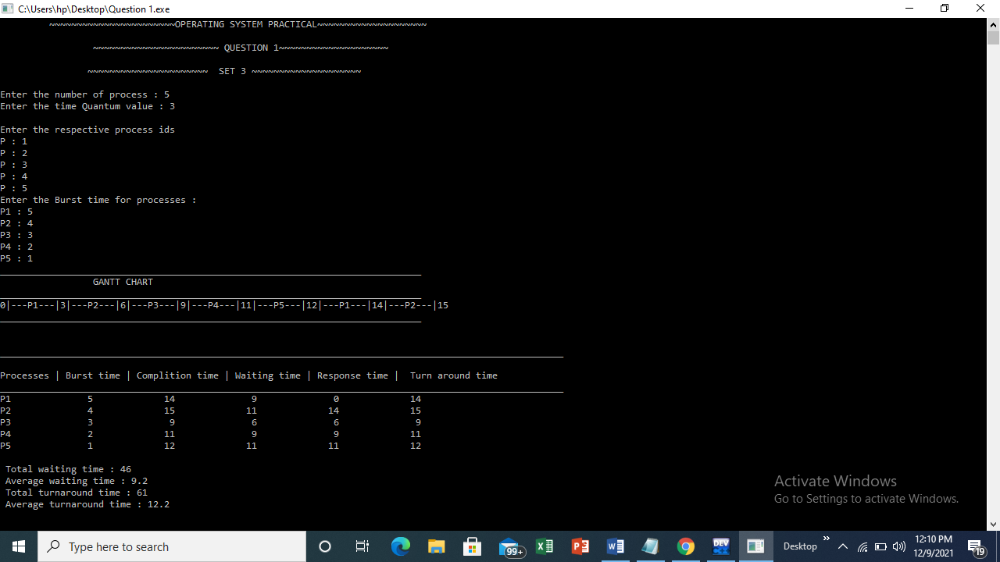 C:\Users\hp\Desktop\Question 1.exe
~~~~~~~~~~~~~~~~~~~~~~~OPERATING SYSTEM PRACTICAL~~~~~~~~~~~~~~~~~~~~
~~~~~~~~~~~~~~~~~~~~~~~ QUESTION 1~~~~~~~~~~~~~~~~~~~~
~~~~~~~~~~~~~~~~~~~~~~  SET 3 ~~~~~~~~~~~~~~~~~~~~
Enter the number of process : 5
Enter the time Quantum value : 3
Enter the respective process ids
P : 1
P : 2
P : 3
P : 4
P : 5
Enter the Burst time for processes :
P1 : 5
P2 : 4
P3 : 3
P4 : 2
P5 : 1
GANTT CHART
0|---P1---|3|---P2---|6|---P3---|9|---P4---|11|---P5---|12|---P1---|14|---P2---|15
Processes | Burst time | Complition time | Waiting time | Response time |  Turn around time
P1 5 14 9 0 14
P2 4 15 11 14 15
P3 3 9 6 6 9
P4 2 11 9 9 11
P5 1 12 11 11 12
Total waiting time : 46
Average waiting time : 9.2
Total turnaround time : 61
Average turnaround time : 12.2
Activate Windows
Go to Settings to activate Windows.
Type here to search
99+
DEV
Desktop
12:10 PM
12/9/2021
19